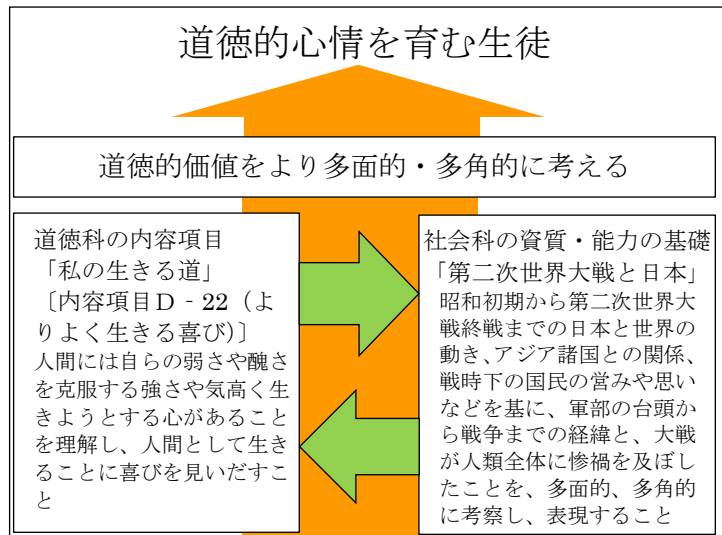 道徳的心情を育む生徒
道徳的価値をより多面的・多角的に考える
道徳科の内容項目
「私の生きる道」
〔内容項目Ｄ‐22（よ
りよく生きる喜び）〕
人間には自らの弱さや醜さ
を克服する強さや気高く生
きようとする心があること
を理解し、人間として生き
ることに喜びを見いだすこ
と
社会科の資質・能力の基礎
「第二次世界大戦と日本」
昭和初期から第二次世界大
戦終戦までの日本と世界の
動き､アジア諸国との関係、
戦時下の国民の営みや思い
などを基に、軍部の台頭か
ら戦争までの経緯と、大戦
が人類全体に惨禍を及ぼし
たことを、多面的、多角的
に考察し、表現すること